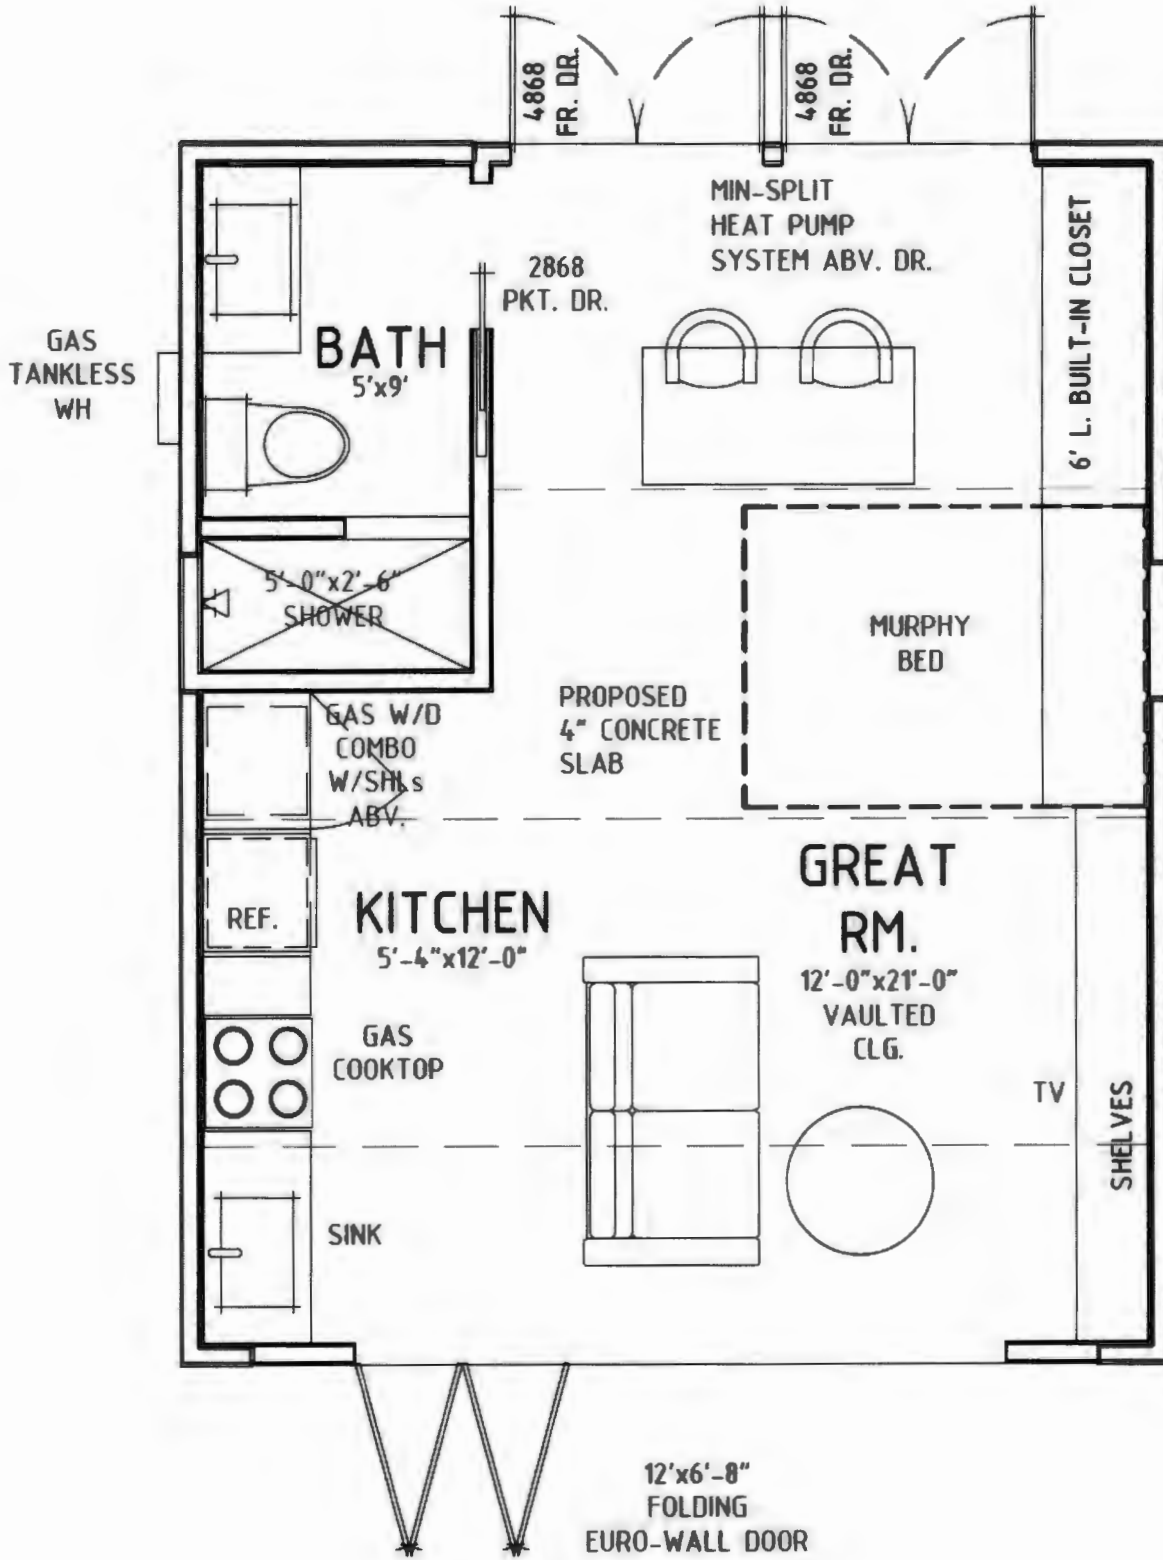 4868
FR. DR.
4868
FR. DR.
MIN-SPLIT
HEAT PUMP
SYSTEM ABV. DR.
6' L. BUILT-IN CLOSET
2868
PKT. DR.
BATH
5'x9'
GAS
TANKLESS
WH
5'-0"x2'-6"
SHOWER
MURPHY
BED
PROPOSED
4" CONCRETE
SLAB
GAS W/D
COMBO
W/SHLs
ABV.
REF.
KITCHEN
5'-4"x12'-0"
GREAT
RM.
12'-0"x21'-0"
VAULTED
CLG.
GAS
COOKTOP
TV
SHELVES
SINK
12'x6'-8"
FOLDING
EURO-WALL DOOR